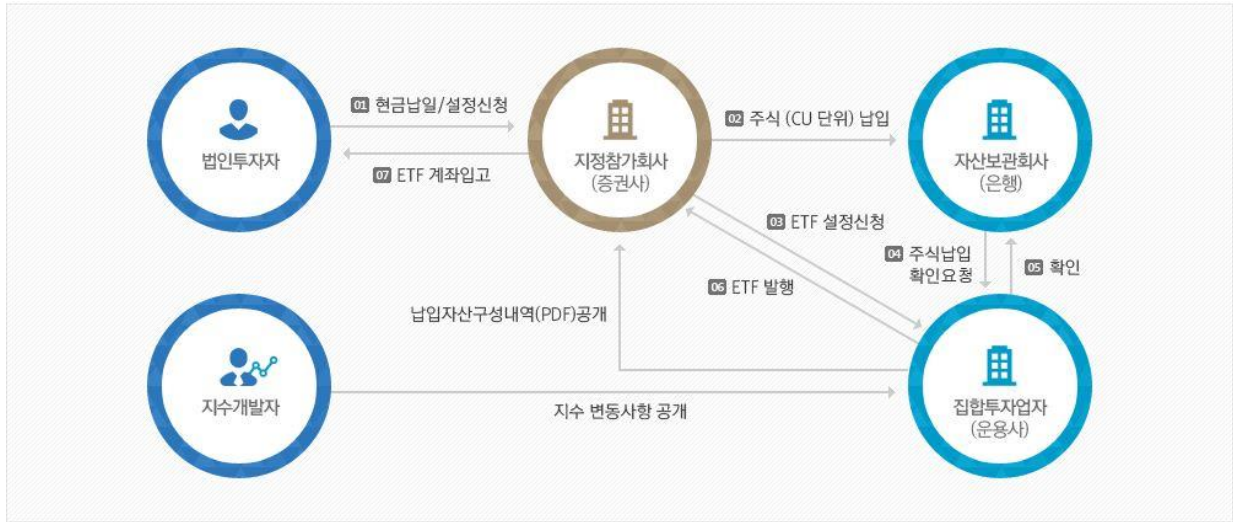 01 현금납일/설정신청
법인투자자
07 ETF 계좌입고
지정참가회사
(증권사)
02 주식 (CU 단위) 납입
자산보관회사
(은행)
03 ETF 설정신청
04 주식납입
확인요청
05 확인
06 ETF 발행
납입자산구성내역(PDF)공개
지수개발자
지수 변동사항 공개
집합투자업자
(운용사)